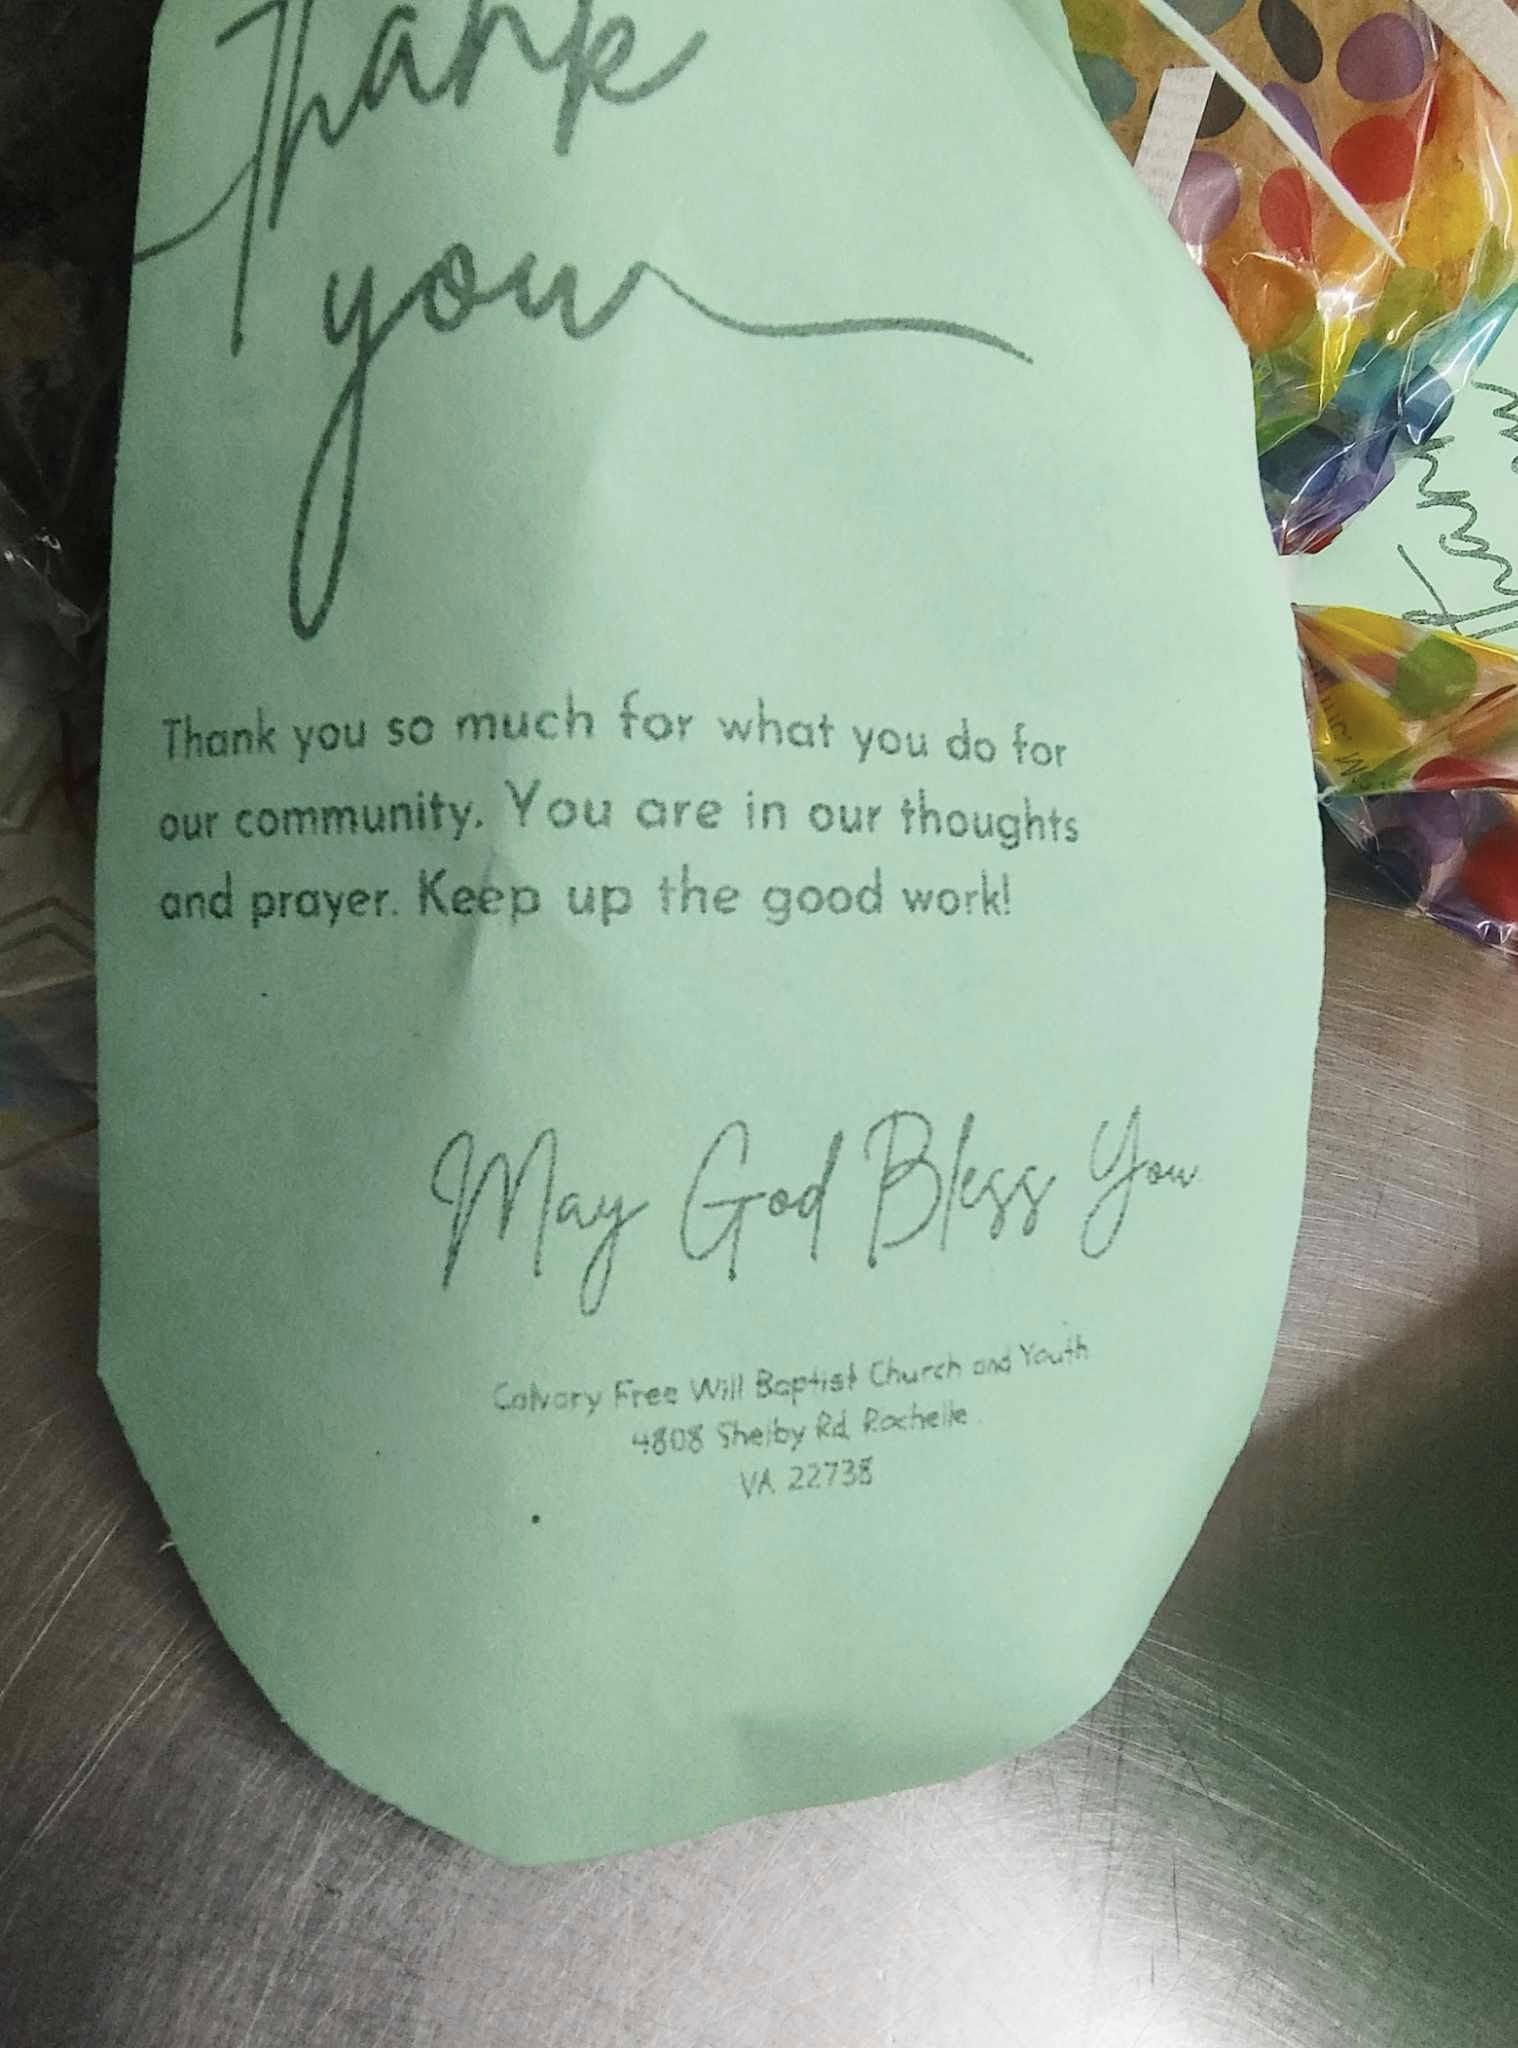 Thank
you
Thank you so much for what you do for
our community. You are in our thoughts
and prayer. Keep up the good work!
May God Bless You
Calvary Free Will Baptist Church and Youth
4808 Shelby Rd, Rochelle
VA 22738